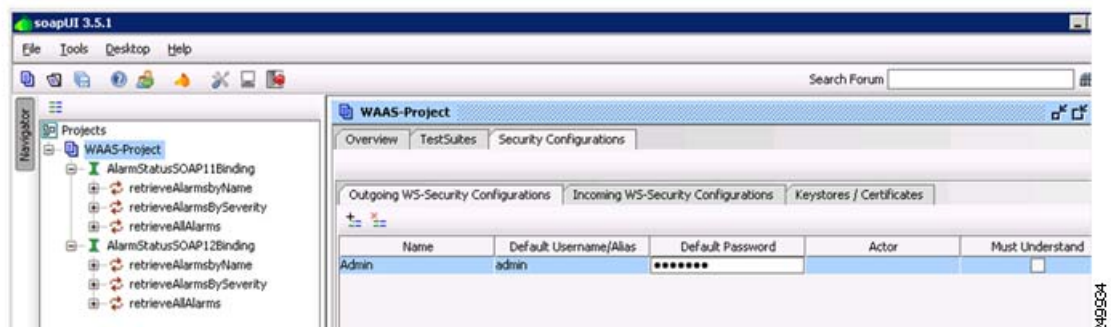 soapUI 3.5.1
File Tools Desktop Help
Search Forum
Navigator
Projects
WAAS-Project
AlarmStatusSOAP11Binding
retrieveAlarmsbyName
retrieveAlarmsBySeverity
retrieveAllAlarms
AlarmStatusSOAP12Binding
retrieveAlarmsbyName
retrieveAlarmsBySeverity
retrieveAllAlarms
WAAS-Project
Overview TestSuites Security Configurations
Outgoing WS-Security Configurations Incoming WS-Security Configurations Keystores / Certificates
Name Default Username/Alias Default Password Actor Must Understand
Admin admin •••••••
249934